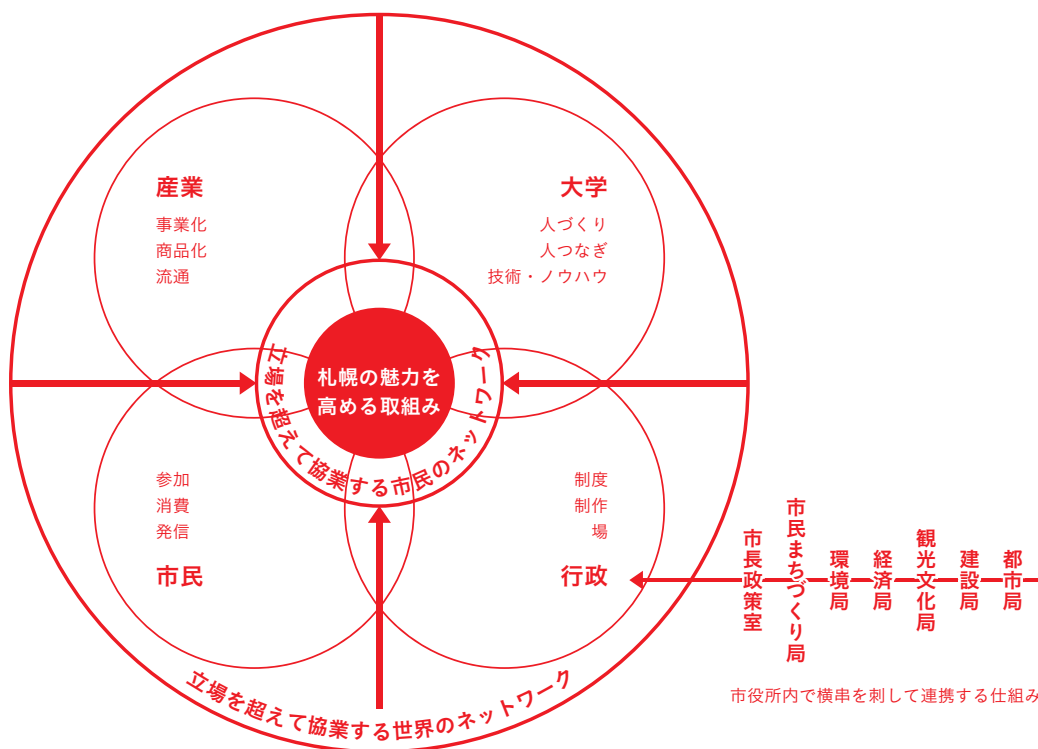 産業
事業化
商品化
流通
大学
人づくり
人つなぎ
技術・ノウハウ
札幌の魅力を
高める取組み
立場を超えて協業する市民のネットワーク
参加
消費
発信
市民
制度
制作
場
行政
市長政策室
市民まちづくり局
環境局
経済局
観光文化局
建設局
都市局
市役所内で横串を刺して連携する仕組み
立場を超えて協業する世界のネットワーク